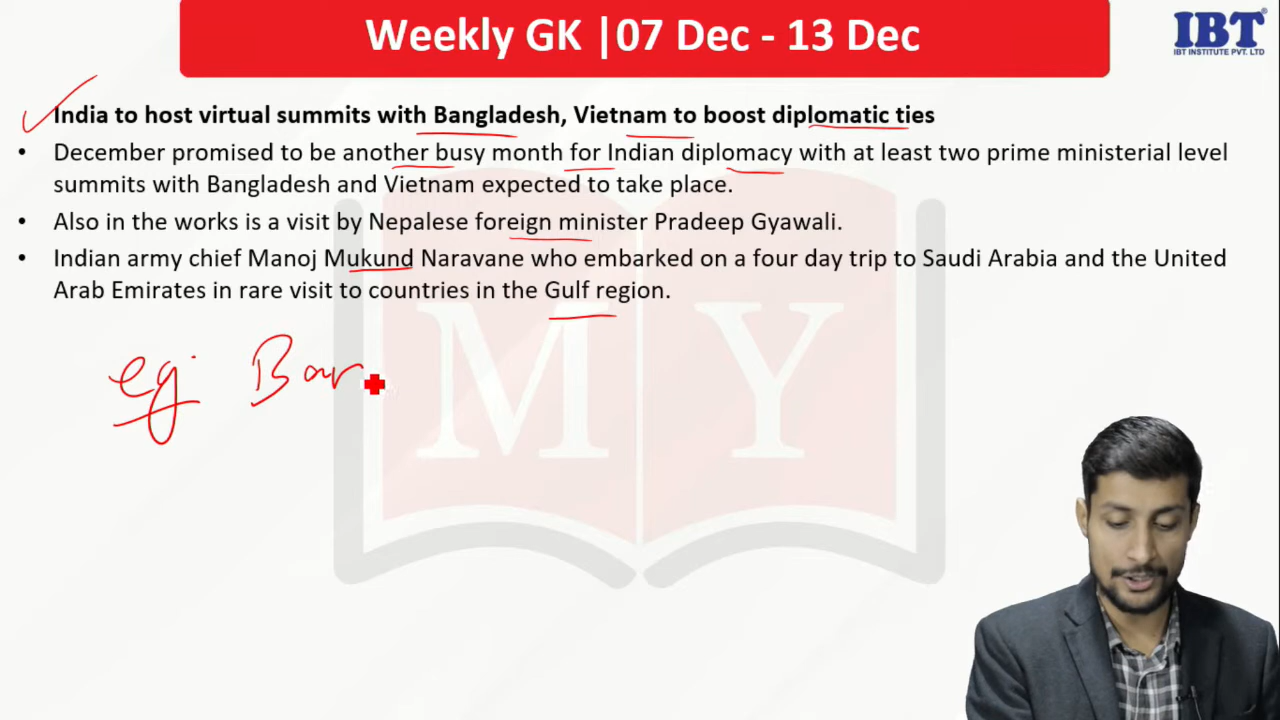 Weekly GK |07 Dec - 13 Dec
IBT
IBT INSTITUTE PVT. LTD
India to host virtual summits with Bangladesh, Vietnam to boost diplomatic ties
• December promised to be another busy month for Indian diplomacy with at least two prime ministerial level
summits with Bangladesh and Vietnam expected to take place.
• Also in the works is a visit by Nepalese foreign minister Pradeep Gyawali.
• Indian army chief Manoj Mukund Naravane who embarked on a four day trip to Saudi Arabia and the United
Arab Emirates in rare visit to countries in the Gulf region.
eg Bar
M Y